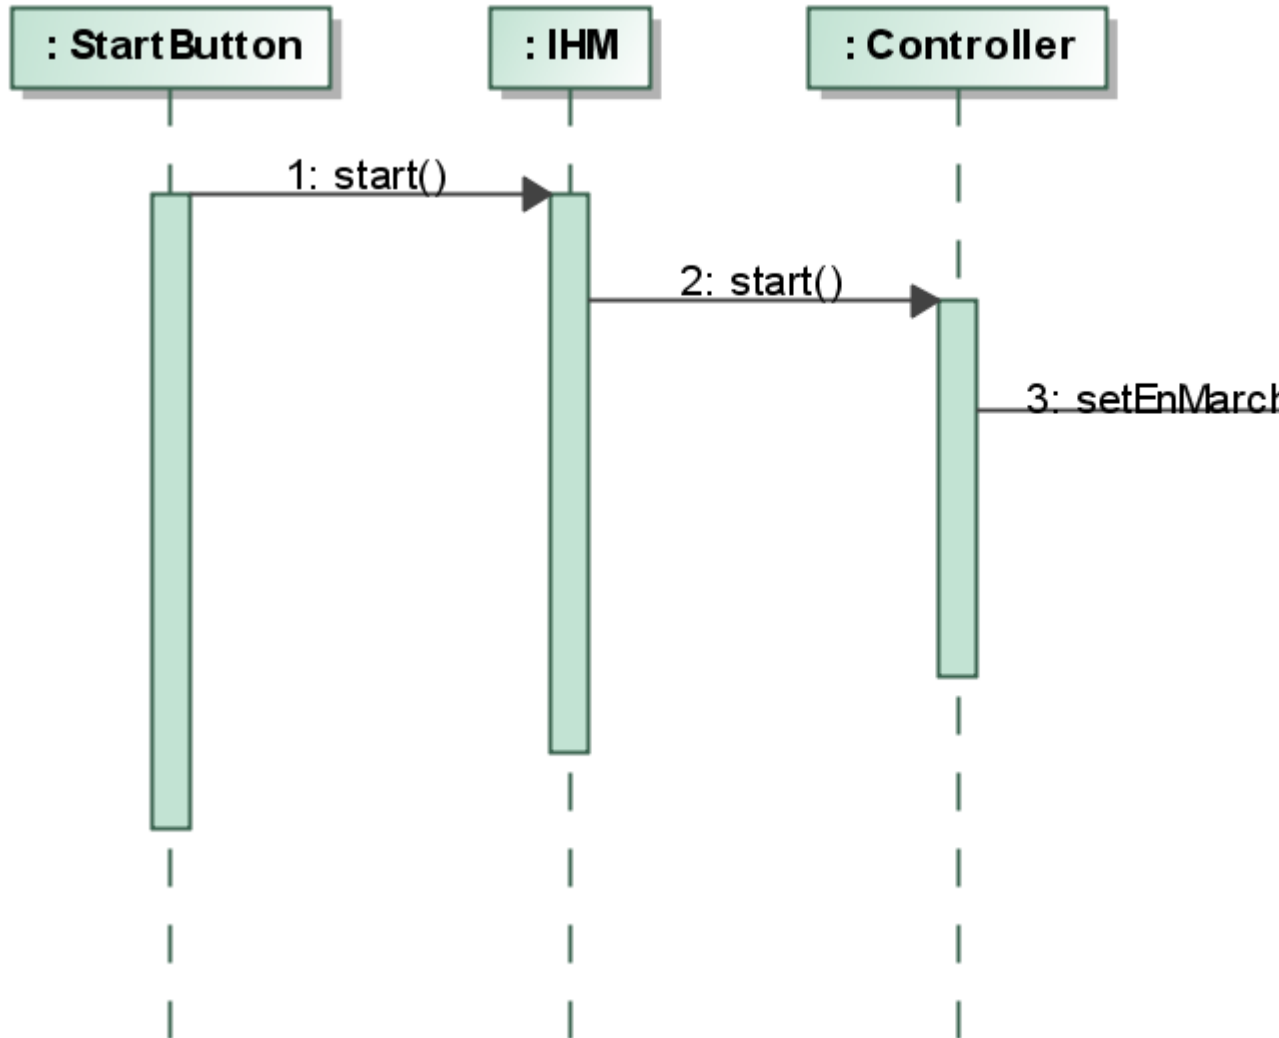 : StartButton
: IHM
: Controller
1: start()
2: start()
3: setEnMarch